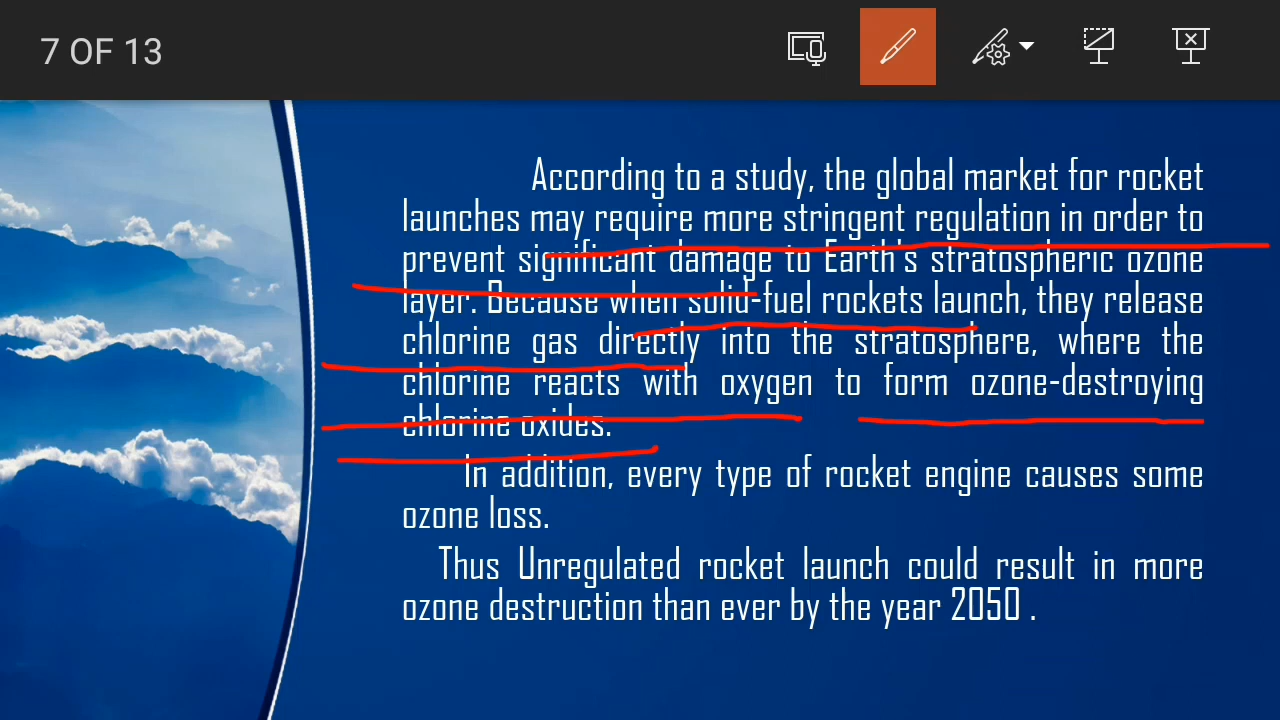 7 OF 13
According to a study, the global market for rocket
launches may require more stringent regulation in order to
prevent significant damage to Earth's stratospheric ozone
layer. Because when solid-fuel rockets launch, they release
chlorine gas directly into the stratosphere, where the
chlorine reacts with oxygen to form ozone-destroying
chlorine oxides.
In addition, every type of rocket engine causes some
ozone loss.
Thus Unregulated rocket launch could result in more
ozone destruction than ever by the year 2050 .